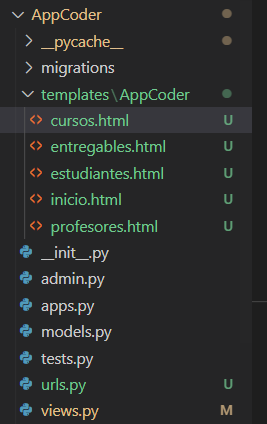 AppCoder
__pycache__
migrations
templates\AppCoder
cursos.html U
entregables.html U
estudiantes.html U
inicio.html U
profesores.html U
__init__.py
admin.py
apps.py
models.py
tests.py
urls.py U
views.py M